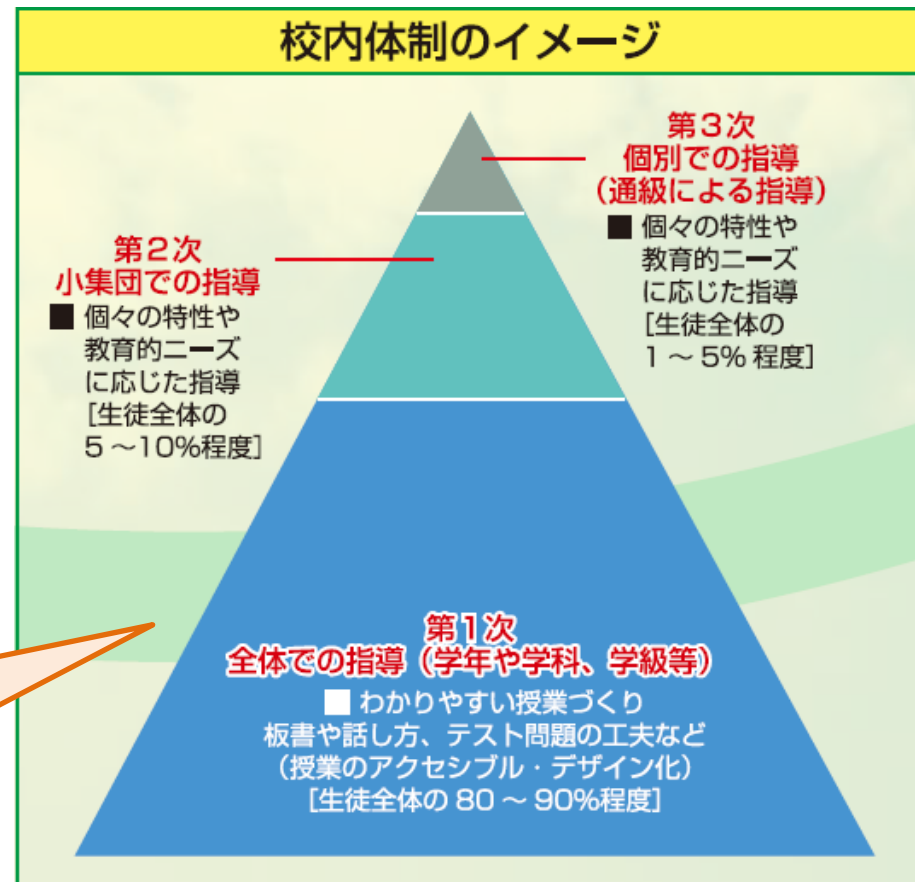 校内体制のイメージ
第3次
個別での指導
（通級による指導）
■ 個々の特性や
教育的ニーズ
に応じた指導
［生徒全体の
1 ～ 5% 程度］
第2次
小集団での指導
■ 個々の特性や
教育的ニーズ
に応じた指導
［生徒全体の
5 ～10%程度］
第1次
全体での指導（学年や学科、学級等）
■ わかりやすい授業づくり
板書や話し方、テスト問題の工夫など
（授業のアクセシブル・デザイン化）
［生徒全体の 80 ～ 90%程度］